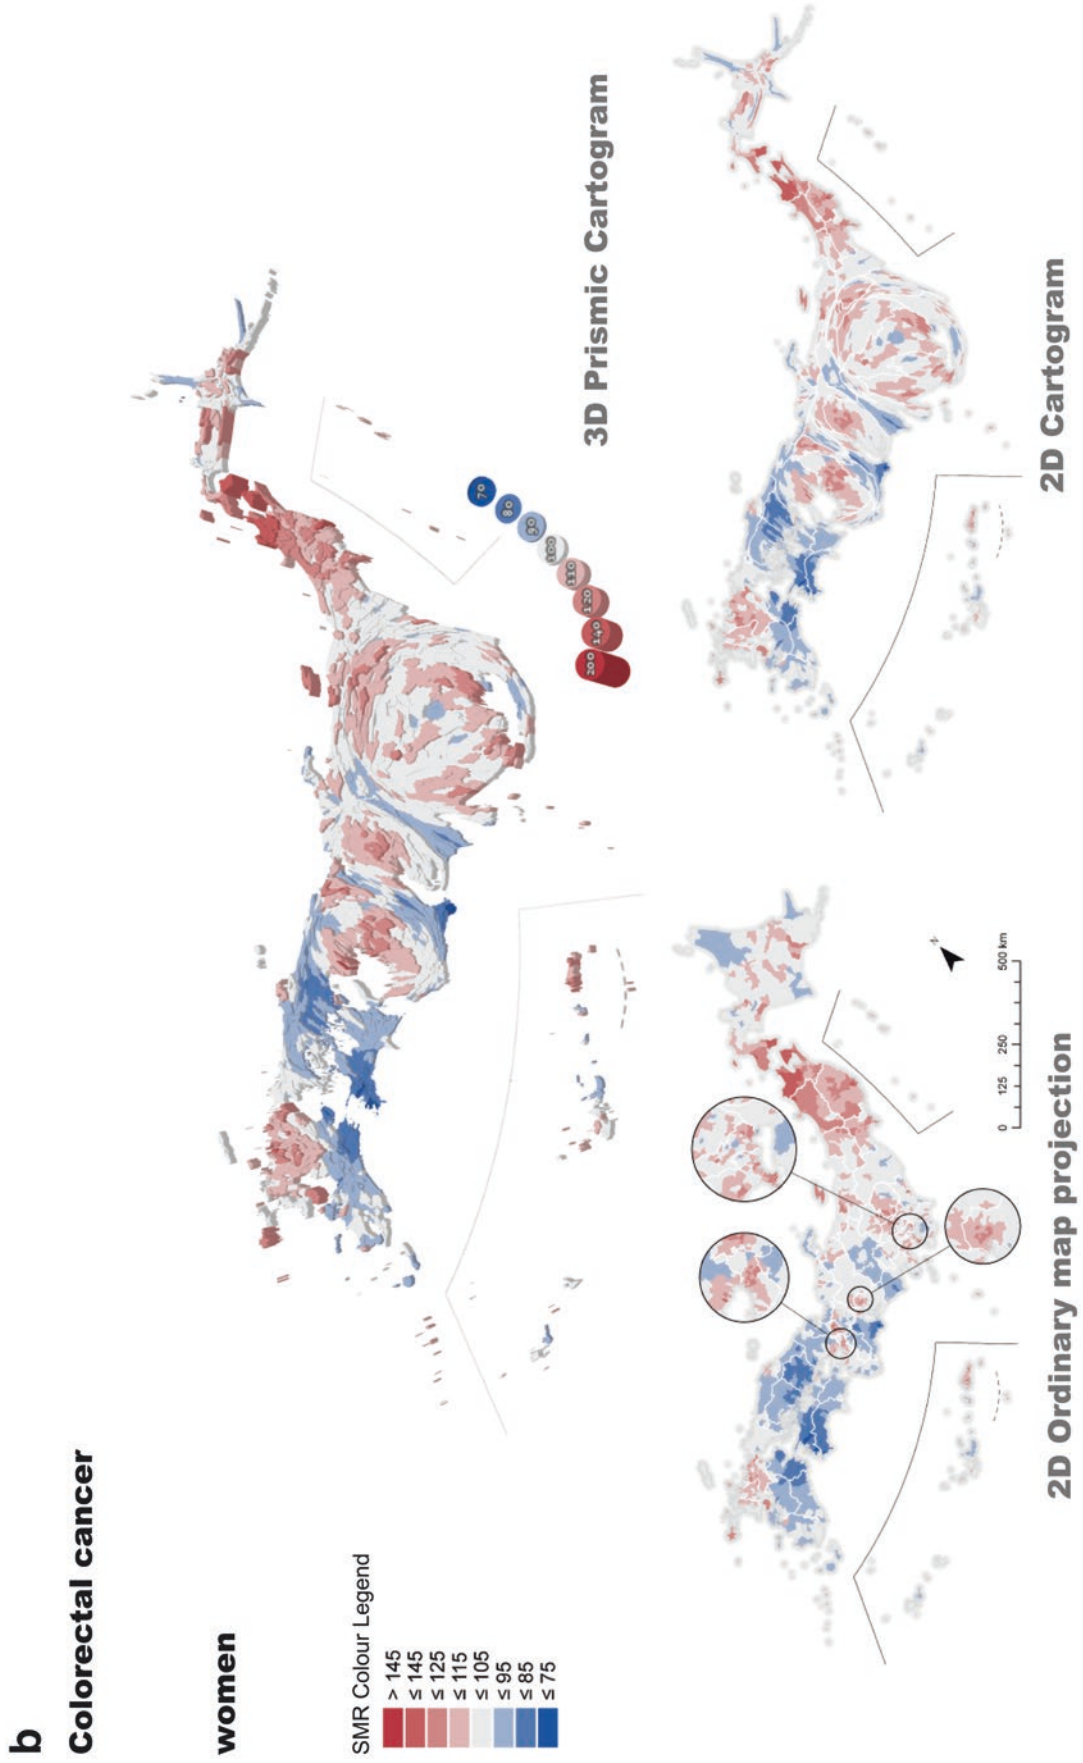 b
Colorectal cancer
women
SMR Colour Legend
> 145
≤ 145
≤ 125
≤ 115
≤ 105
≤ 95
≤ 85
≤ 75
200
140
120
110
100
90
80
70
3D Prismic Cartogram
2D Ordinary map projection
0 125 250 500 km
N
2D Cartogram